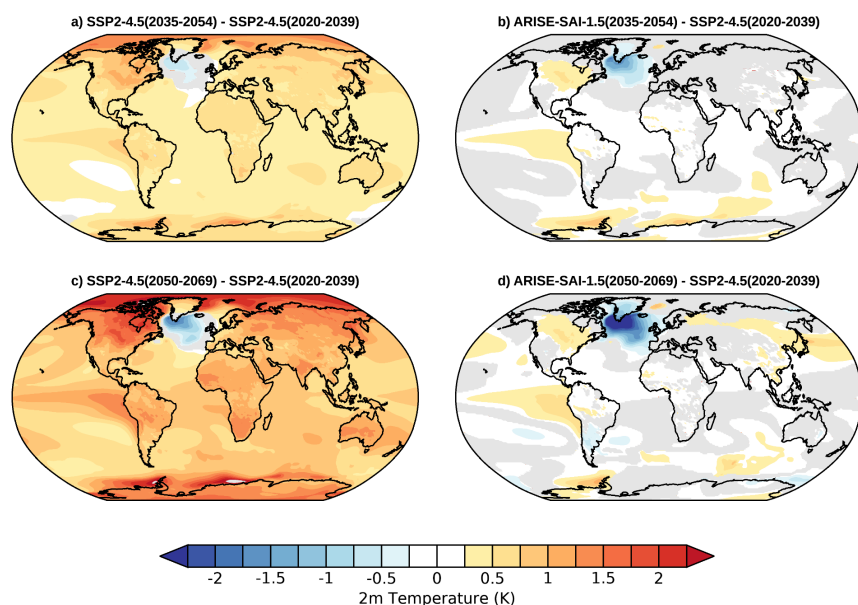 a) SSP2-4.5(2035-2054) - SSP2-4.5(2020-2039)
b) ARISE-SAI-1.5(2035-2054) - SSP2-4.5(2020-2039)
c) SSP2-4.5(2050-2069) - SSP2-4.5(2020-2039)
d) ARISE-SAI-1.5(2050-2069) - SSP2-4.5(2020-2039)
-2 -1.5 -1 -0.5 0 0.5 1 1.5 2
2m Temperature (K)